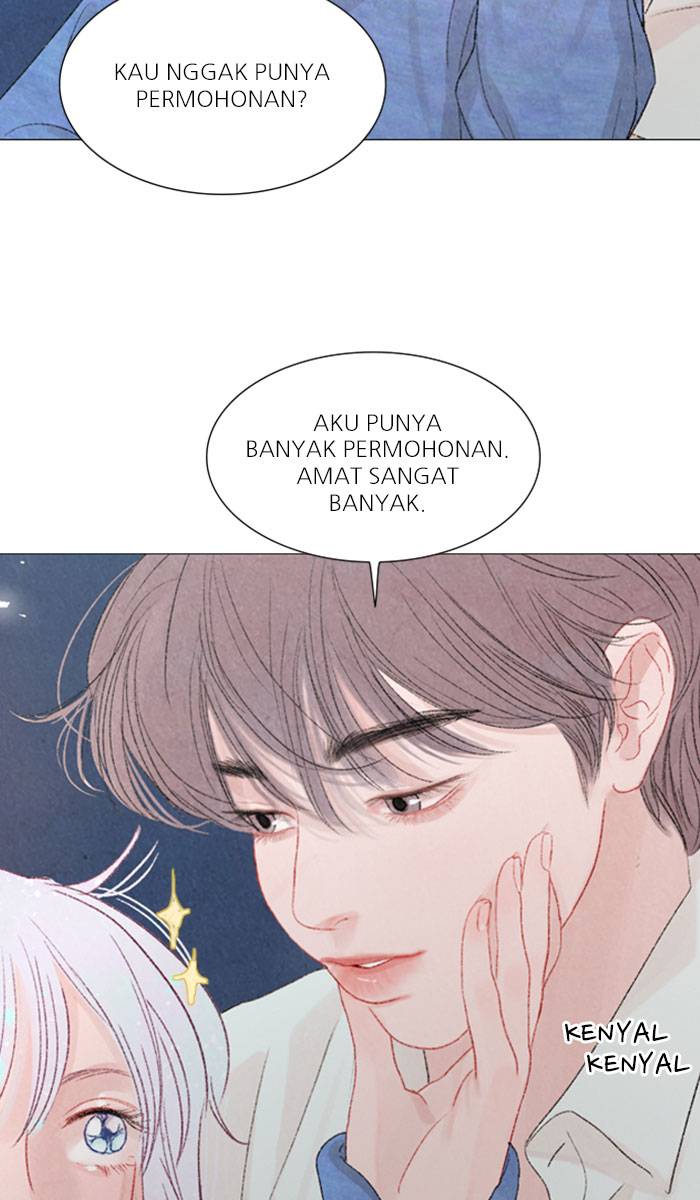 KAU NGGAK PUNYA
PERMOHONAN?
AKU PUNYA
BANYAK PERMOHONAN.
AMAT SANGAT
BANYAK.
KENYAL
KENYAL